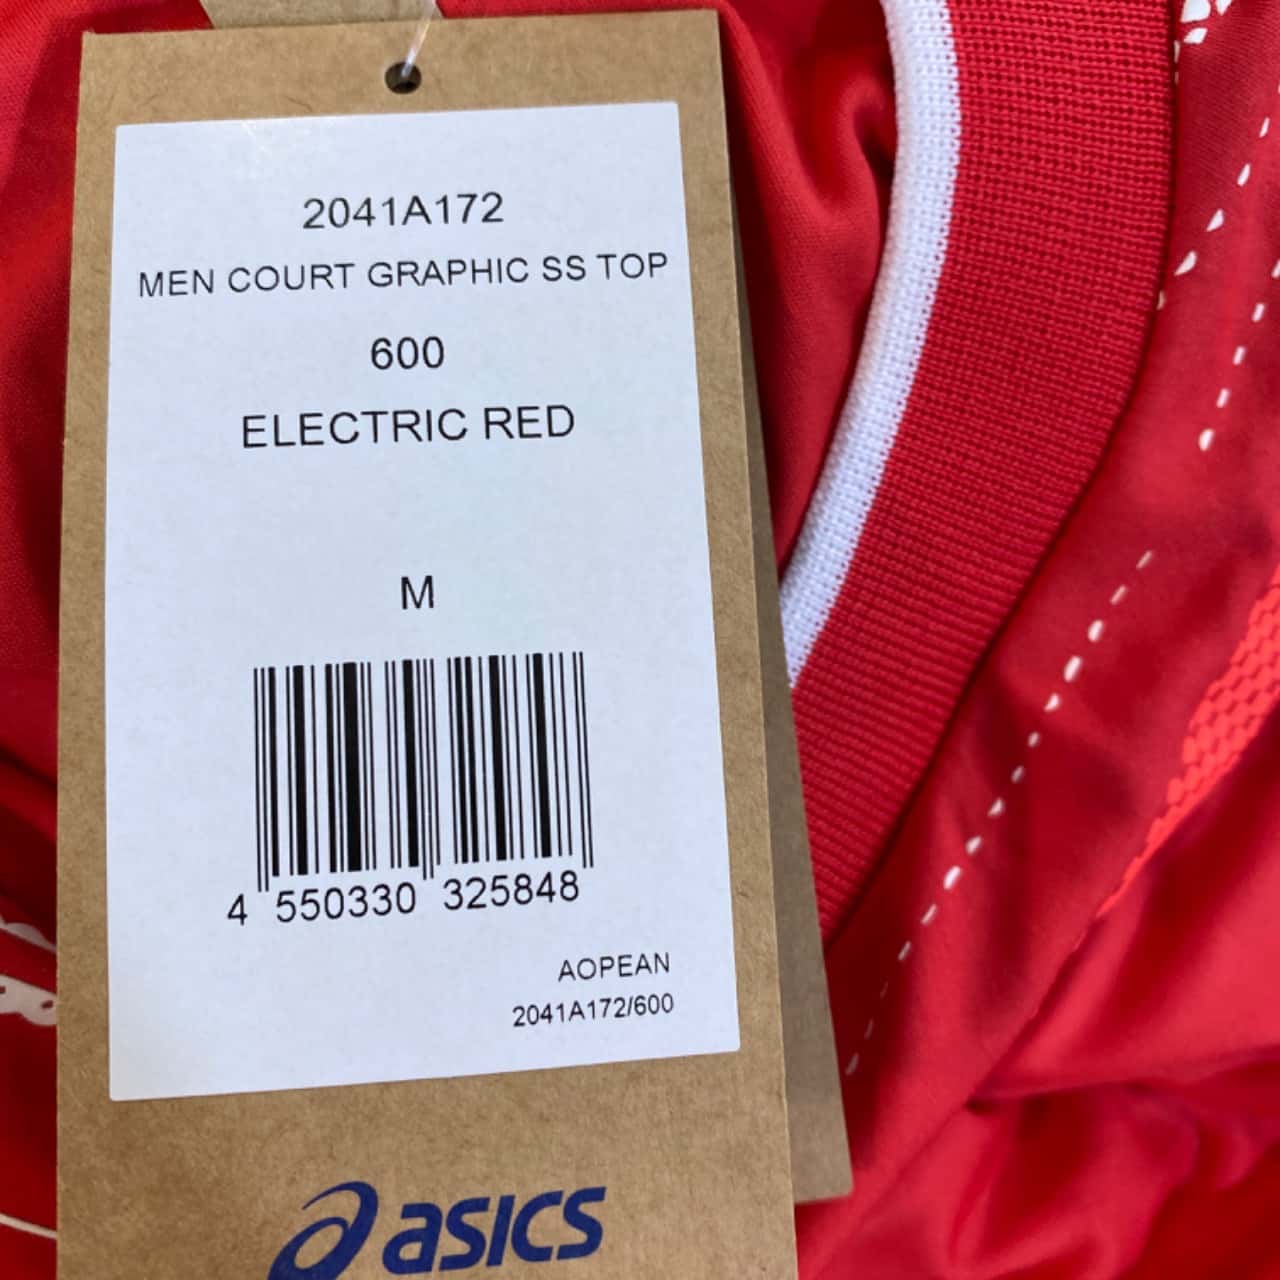 2041A172
MEN COURT GRAPHIC SS TOP
600
ELECTRIC RED
M
4 550330 325848
AOPEAN
2041A172/600
asics